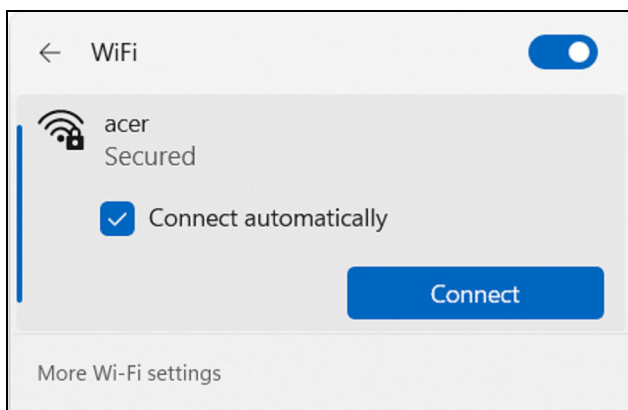 WiFi
acer
Secured
Connect automatically
Connect
More Wi-Fi settings